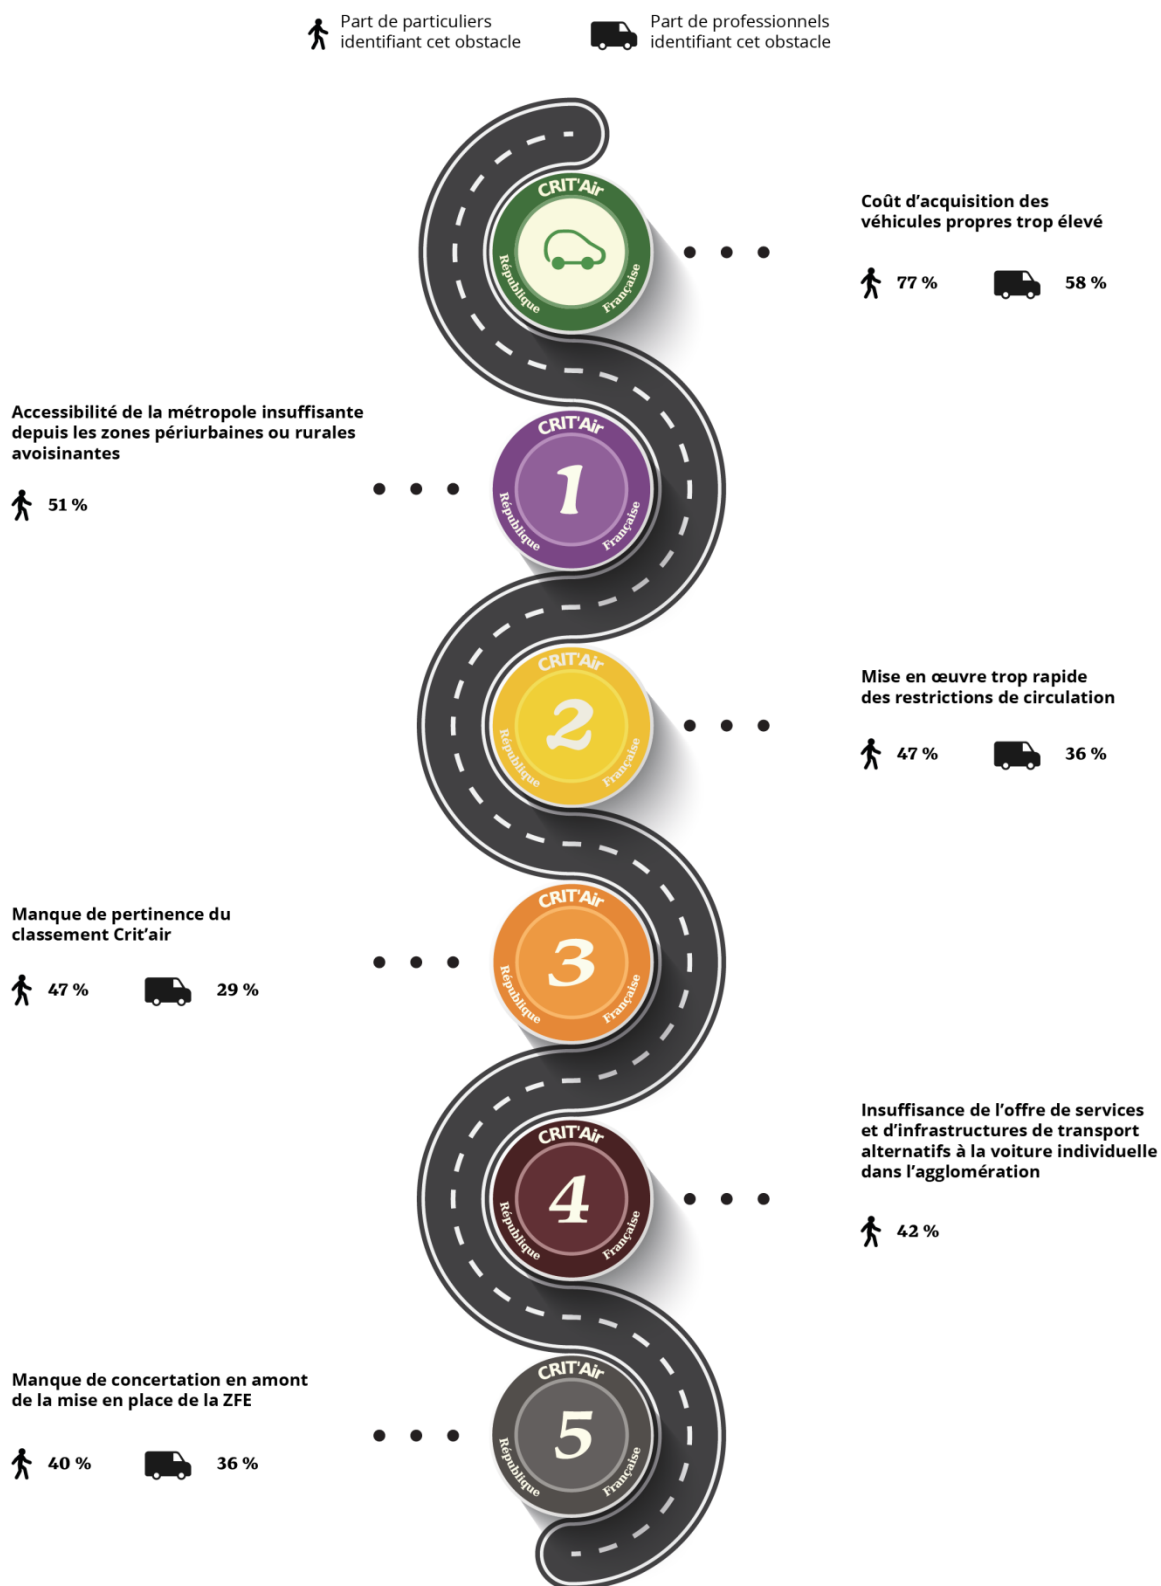 Part de particuliers
identifiant cet obstacle
Part de professionnels
identifiant cet obstacle
CRIT'Air
République Française
Coût d’acquisition des
véhicules propres trop élevé
77 %
58 %
Accessibilité de la métropole insuffisante
depuis les zones périurbaines ou rurales
avoisinantes
51 %
CRIT'Air
1
République Française
CRIT'Air
2
République Française
Mise en œuvre trop rapide
des restrictions de circulation
47 %
36 %
Manque de pertinence du
classement Crit’air
47 %
29 %
CRIT'Air
3
République Française
CRIT'Air
4
République Française
Insuffisance de l’offre de services
et d’infrastructures de transport
alternatifs à la voiture individuelle
dans l’agglomération
42 %
Manque de concertation en amont
de la mise en place de la ZFE
40 %
36 %
CRIT'Air
5
République Française